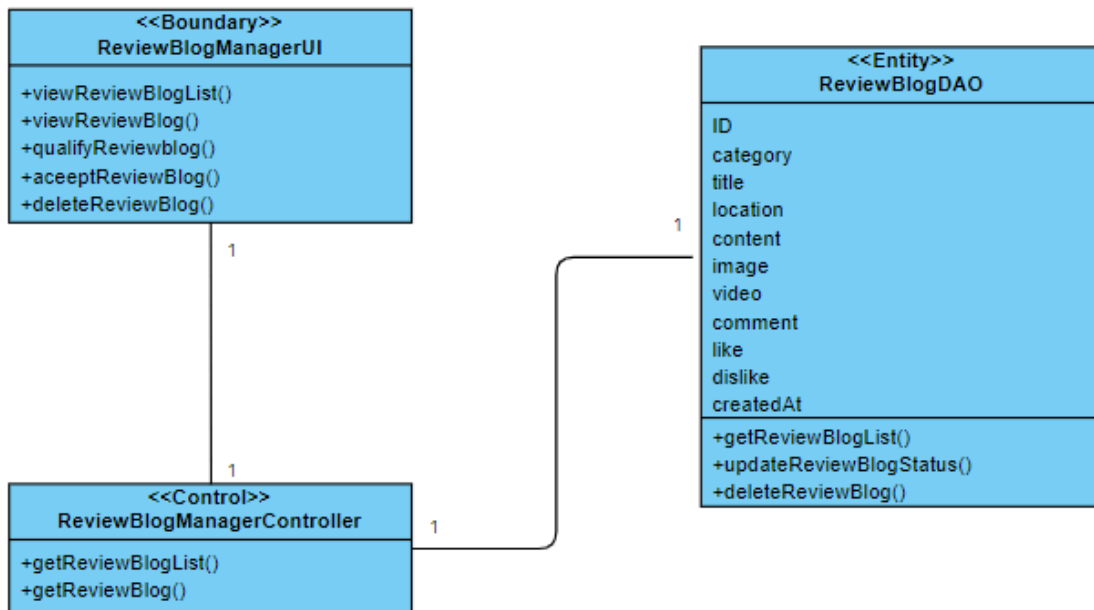 <<Boundary>>
ReviewBlogManagerUI
+viewReviewBlogList()
+viewReviewBlog()
+qualifyReviewblog()
+aceeptReviewBlog()
+deleteReviewBlog()
1
1
<<Control>>
ReviewBlogManagerController
+getReviewBlogList()
+getReviewBlog()
1
1
<<Entity>>
ReviewBlogDAO
ID
category
title
location
content
image
video
comment
like
dislike
createdAt
+getReviewBlogList()
+updateReviewBlogStatus()
+deleteReviewBlog()